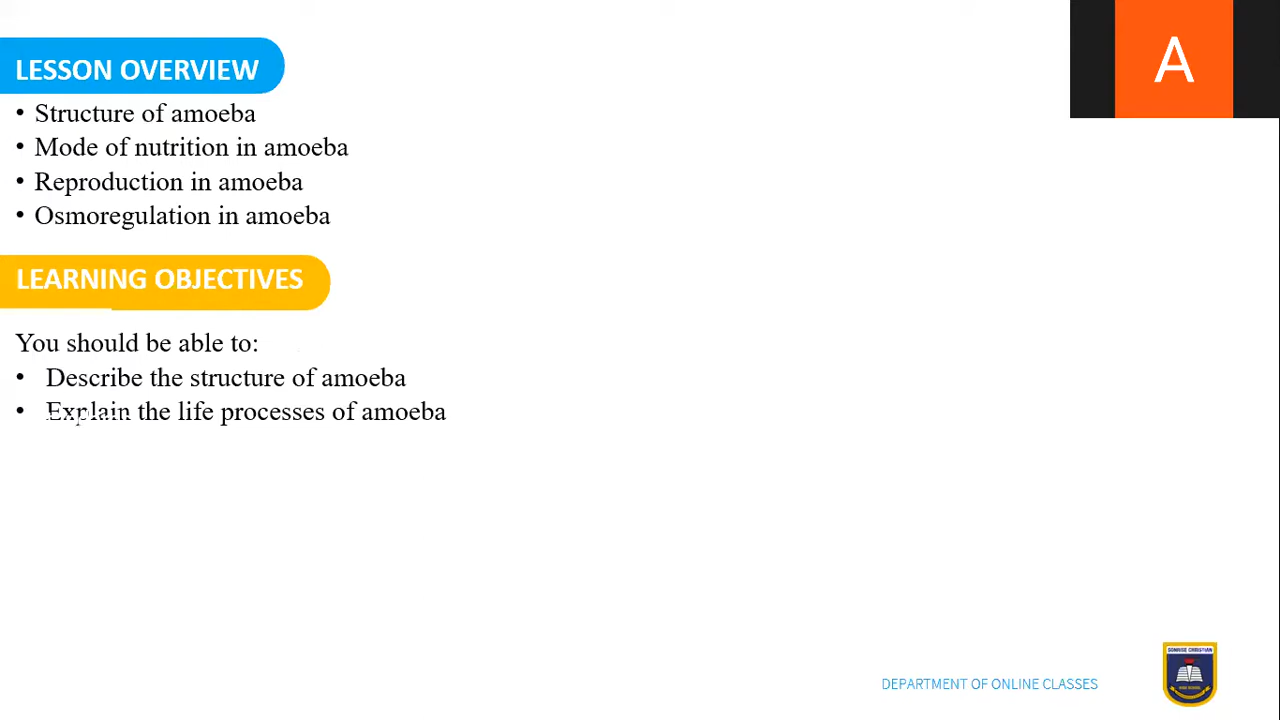 LESSON OVERVIEW
A
• Structure of amoeba
• Mode of nutrition in amoeba
• Reproduction in amoeba
• Osmoregulation in amoeba
LEARNING OBJECTIVES
You should be able to:
• Describe the structure of amoeba
• Explain the life processes of amoeba
DEPARTMENT OF ONLINE CLASSES
CHRISTIAN